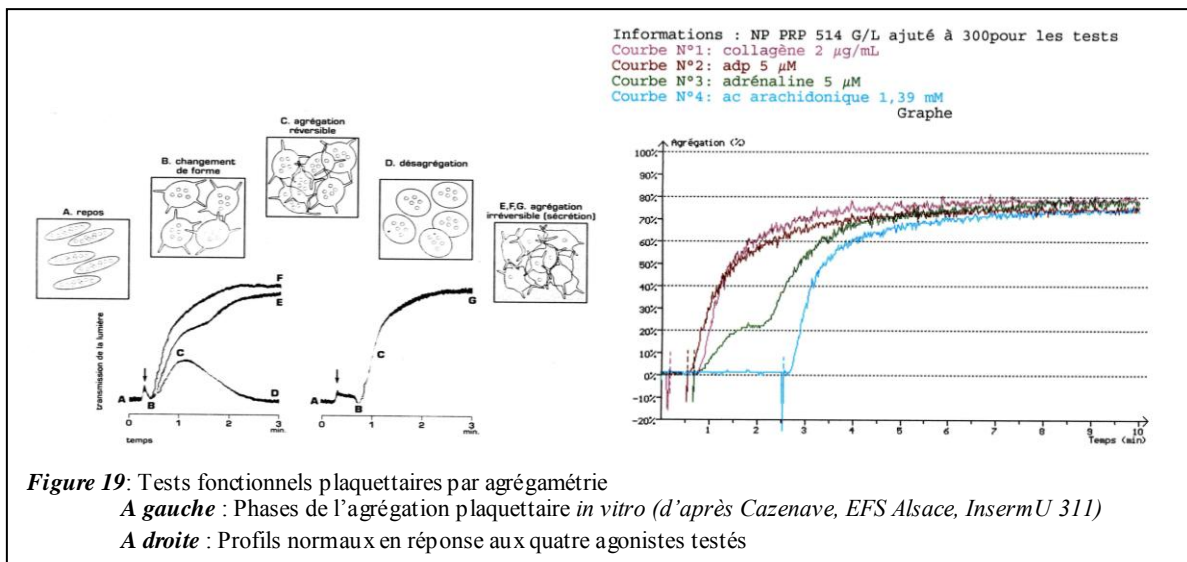 Informations : NP PRP 514 G/L ajuté à 300pour les tests
Courbe N°1: collagène 2 µg/mL
Courbe N°2: adp 5 µM
Courbe N°3: adrénaline 5 µM
Courbe N°4: ac arachidonique 1,39 mM
Graphe
C. agrégation
réversible
B. changement
de forme
D. désagrégation
A. repos
E,F,G. agrégation
irréversible (sécrétion)
transmission de la lumière
F
E
C
A
B
D
0 1 2 3
min.
temps
G
C
A
B
0 1 2 3
min.
Agrégation (%)
100%
90%
80%
70%
60%
50%
40%
30%
20%
10%
0%
-10%
-20%
1 2 3 4 5 6 7 8 9 10
Temps (min)
Figure 19: Tests fonctionnels plaquettaires par agrégamétrie
A gauche : Phases de l'agrégation plaquettaire in vitro (d'après Cazenave, EFS Alsace, InsermU 311)
A droite : Profils normaux en réponse aux quatre agonistes testés